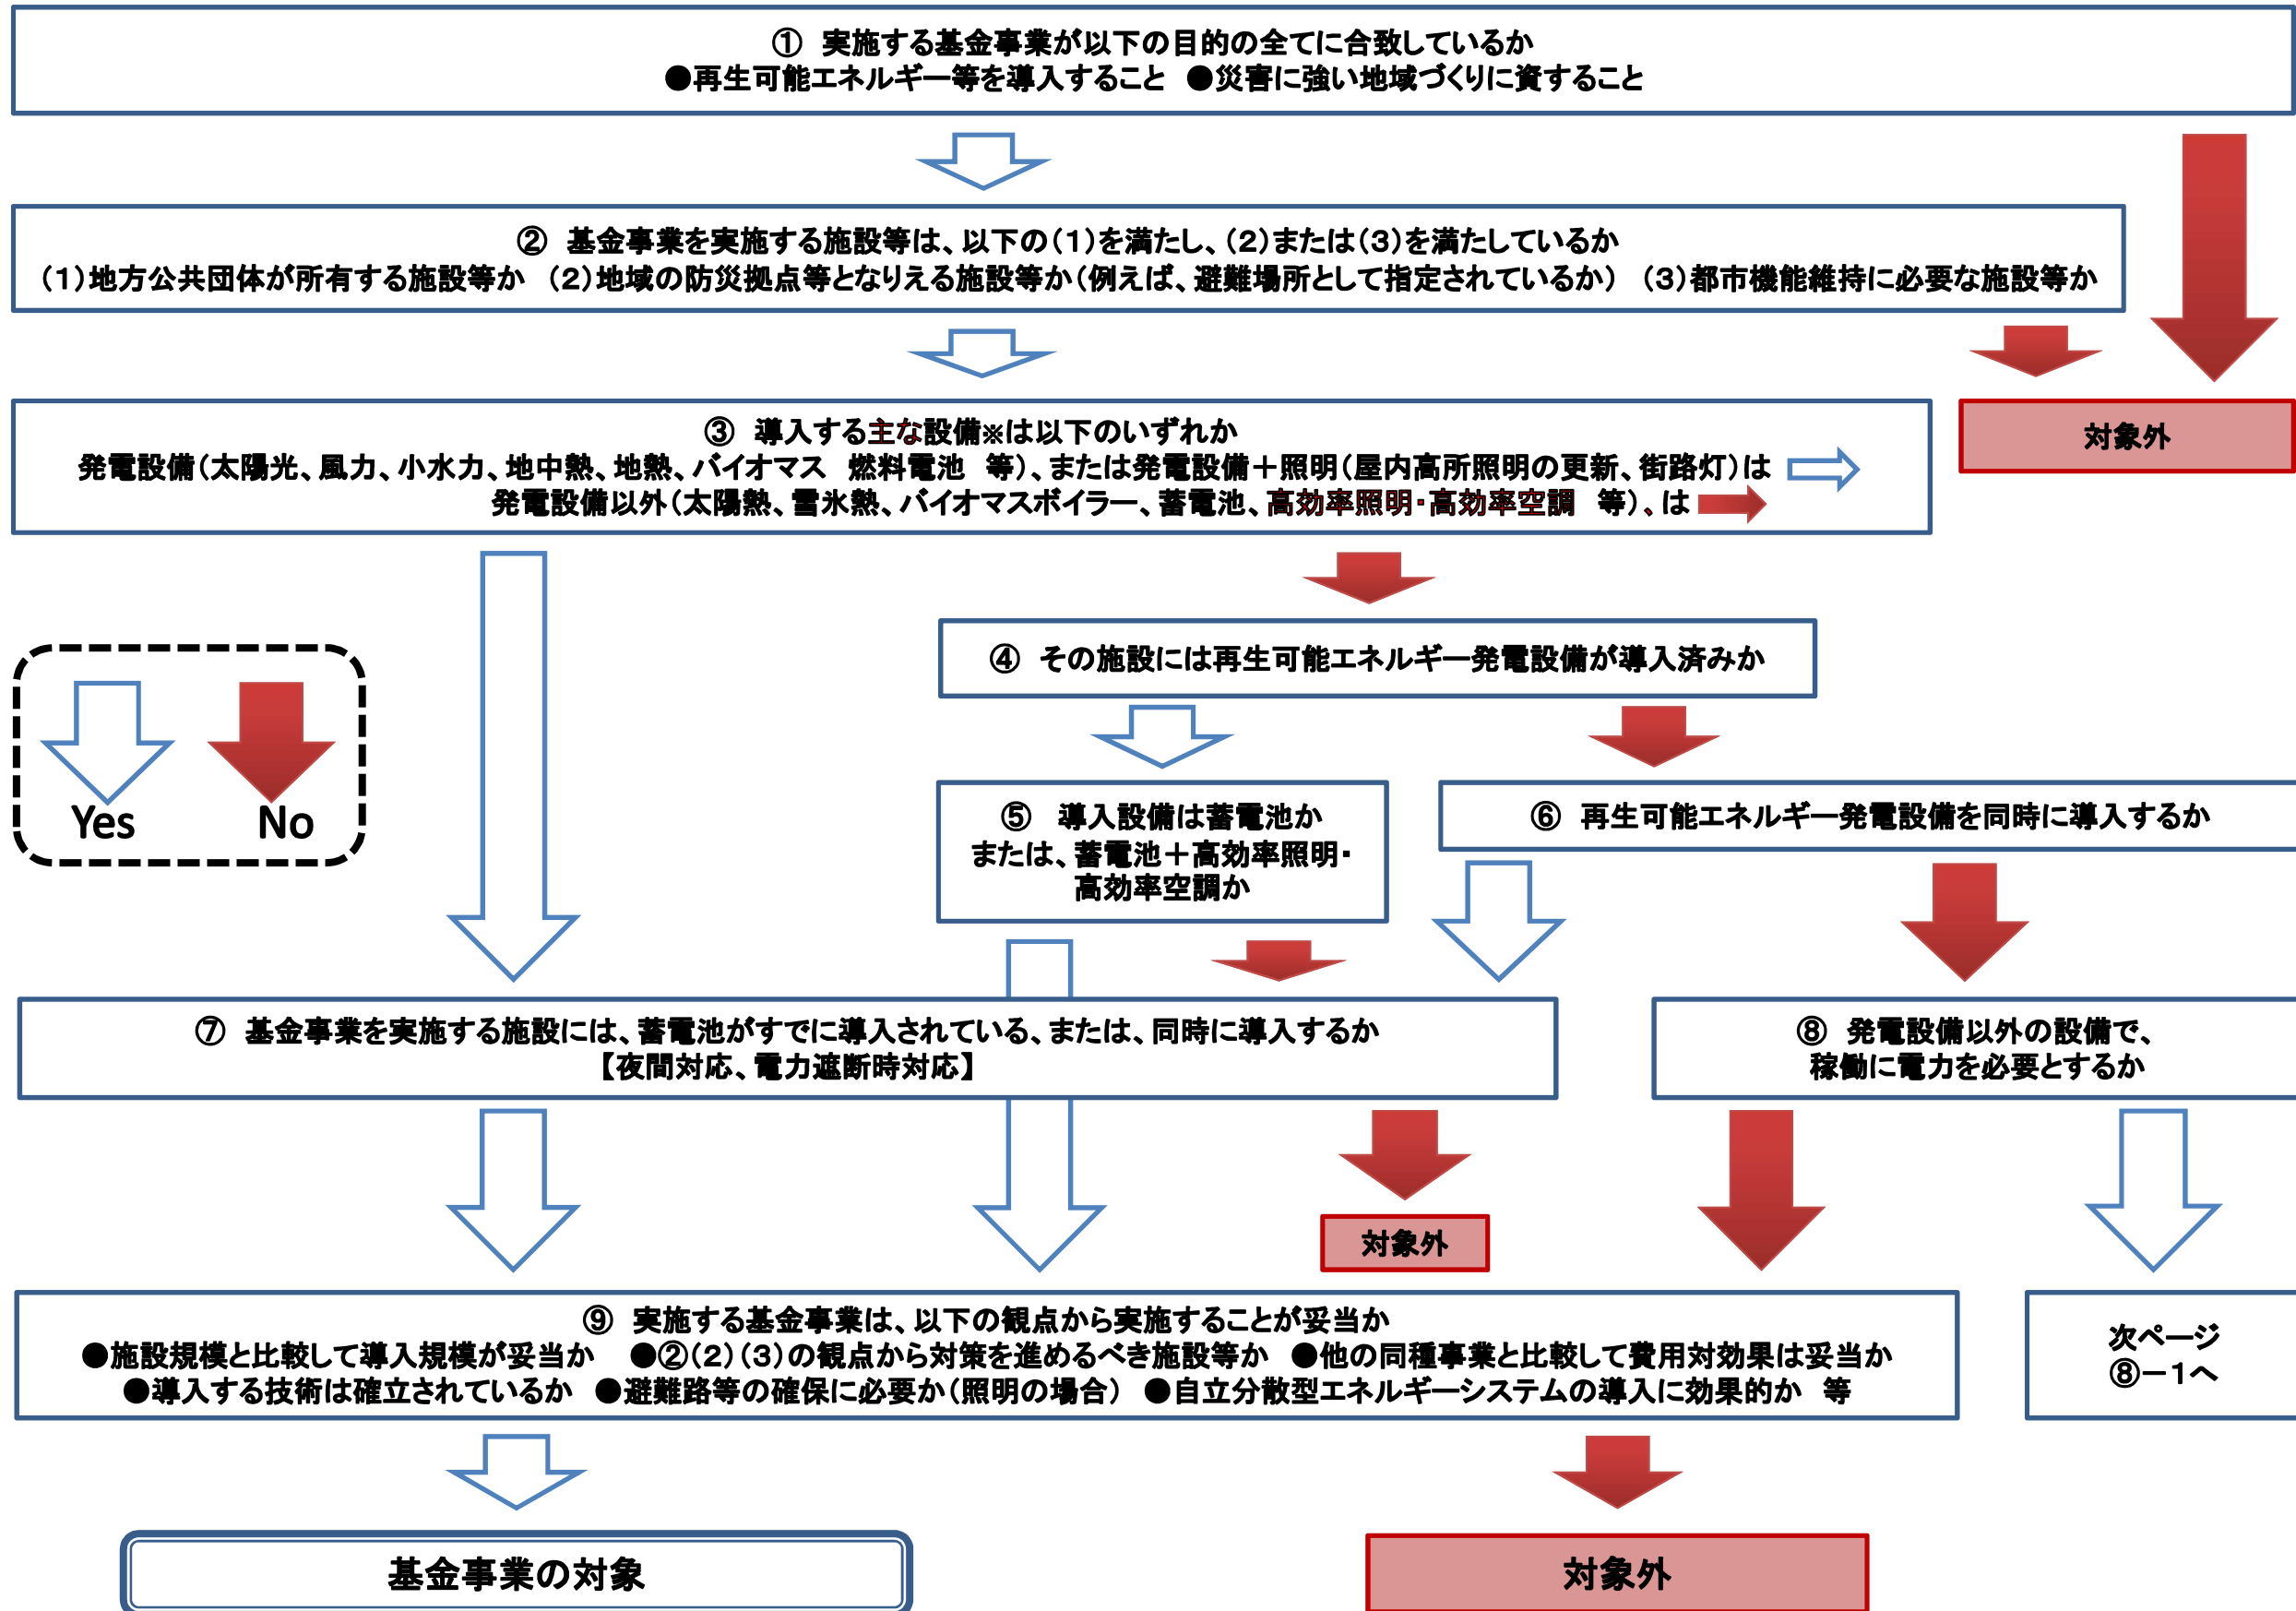 ① 実施する基金事業が以下の目的の全てに合致しているか
●再生可能エネルギー等を導入すること ●災害に強い地域づくりに資すること
② 基金事業を実施する施設等は、以下の（１）を満たし、（２）または（３）を満たしているか
（１）地方公共団体が所有する施設等か （２）地域の防災拠点等となりえる施設等か（例えば、避難場所として指定されているか） （３）都市機能維持に必要な施設等か
③ 導入する主な設備※は以下のいずれか
発電設備（太陽光、風力、小水力、地中熱、地熱、バイオマス 燃料電池 等）、または発電設備＋照明（屋内高所照明の更新、街路灯）は
発電設備以外（太陽熱、雪氷熱、バイオマスボイラー、蓄電池、高効率照明・高効率空調 等）、は
対象外
④ その施設には再生可能エネルギー発電設備が導入済みか
Yes No
⑤ 導入設備は蓄電池か
または、蓄電池＋高効率照明・
高効率空調か
⑥ 再生可能エネルギー発電設備を同時に導入するか
⑦ 基金事業を実施する施設には、蓄電池がすでに導入されている、または、同時に導入するか
【夜間対応、電力遮断時対応】
⑧ 発電設備以外の設備で、
稼働に電力を必要とするか
対象外
⑨ 実施する基金事業は、以下の観点から実施することが妥当か
●施設規模と比較して導入規模が妥当か ●②（２）（３）の観点から対策を進めるべき施設等か ●他の同種事業と比較して費用対効果は妥当か
●導入する技術は確立されているか ●避難路等の確保に必要か（照明の場合） ●自立分散型エネルギーシステムの導入に効果的か 等
次ページ
⑧－１へ
基金事業の対象
対象外